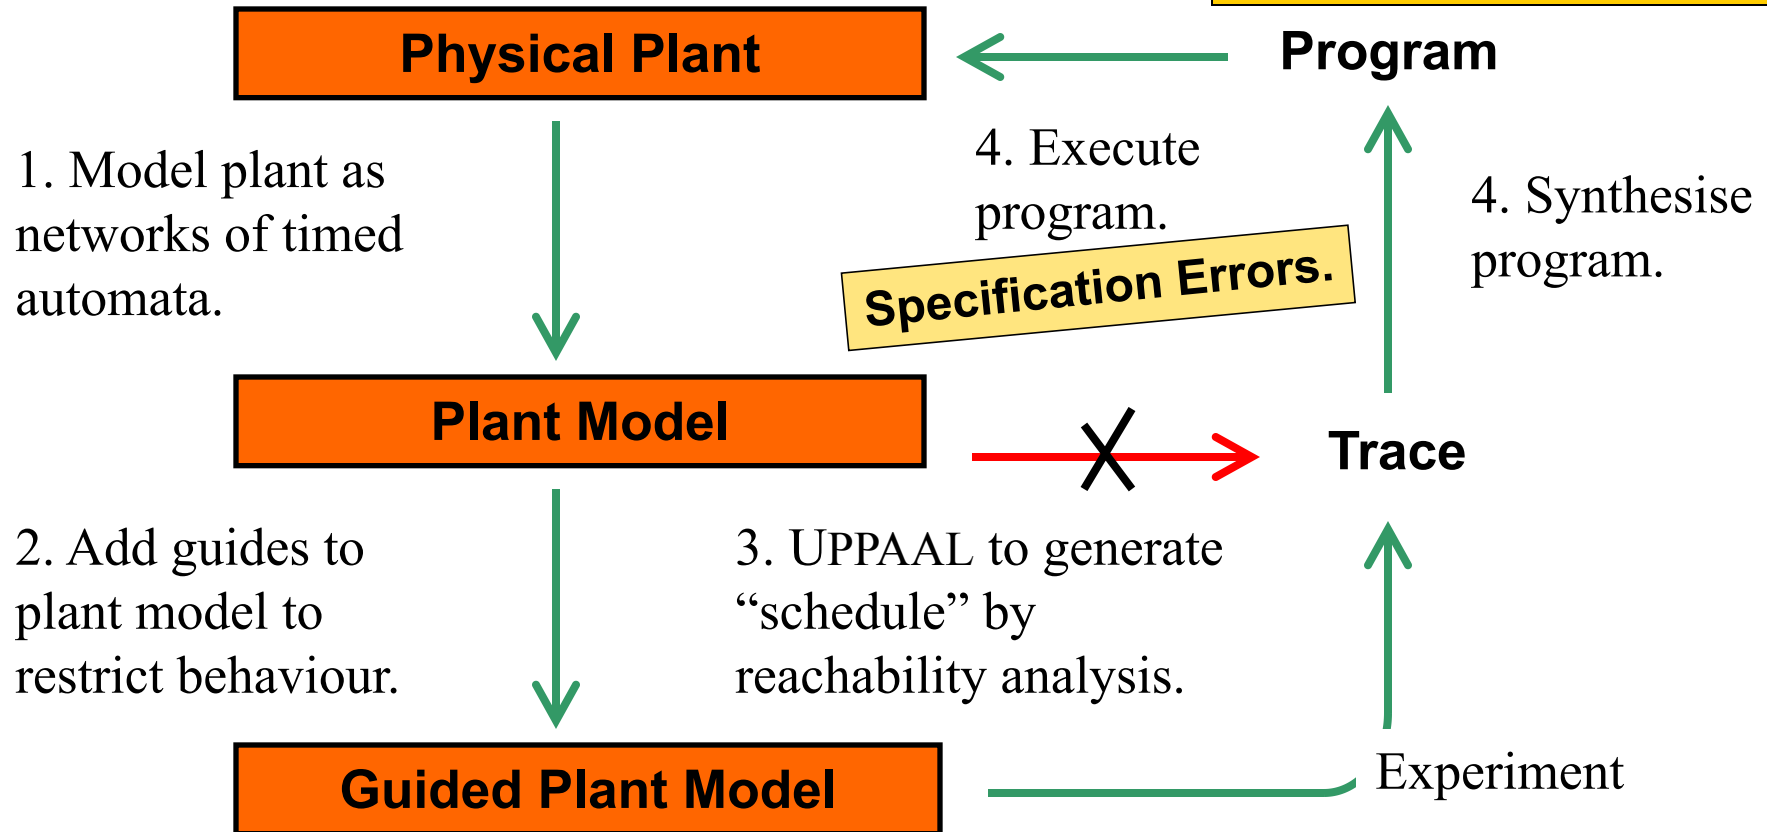 Physical Plant
Program
1. Model plant as
networks of timed
automata.
4. Execute
program.
4. Synthesise
program.
Specification Errors.
Plant Model
Trace
2. Add guides to
plant model to
restrict behaviour.
3. UPPAAL to generate
“schedule” by
reachability analysis.
Guided Plant Model
Experiment